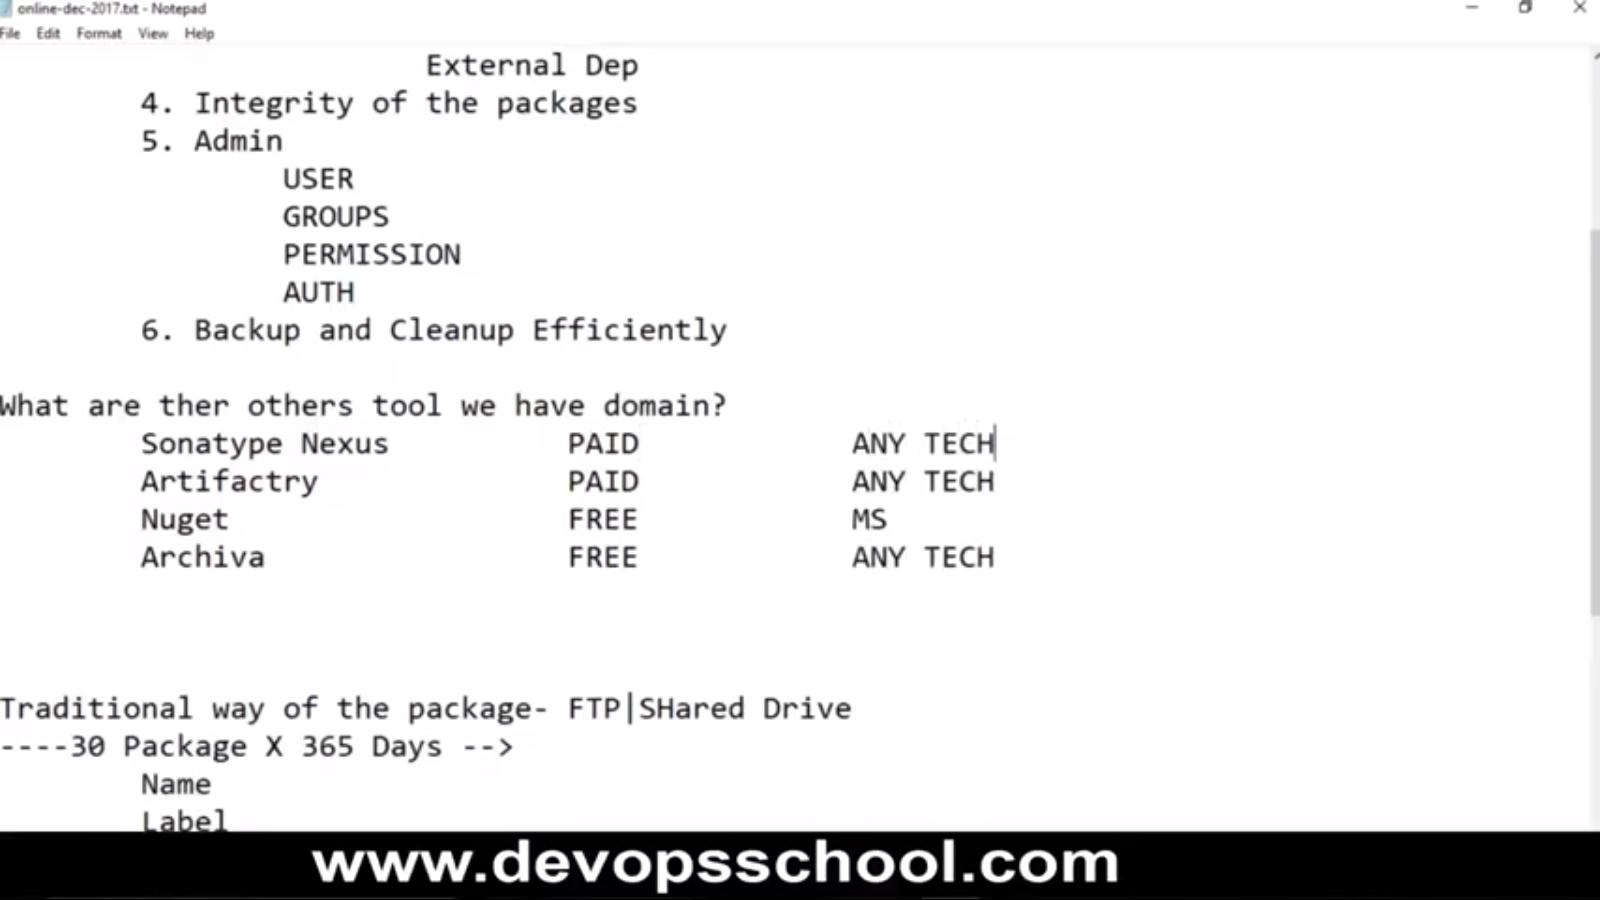 online-dec-2017.txt - Notepad
File Edit Format View Help
External Dep
4. Integrity of the packages
5. Admin
USER
GROUPS
PERMISSION
AUTH
6. Backup and Cleanup Efficiently
What are ther others tool we have domain?
Sonatype Nexus PAID ANY TECH
Artifactry PAID ANY TECH
Nuget FREE MS
Archiva FREE ANY TECH
Traditional way of the package- FTP|SHared Drive
----30 Package X 365 Days -->
Name
Label
www.devopsschool.com